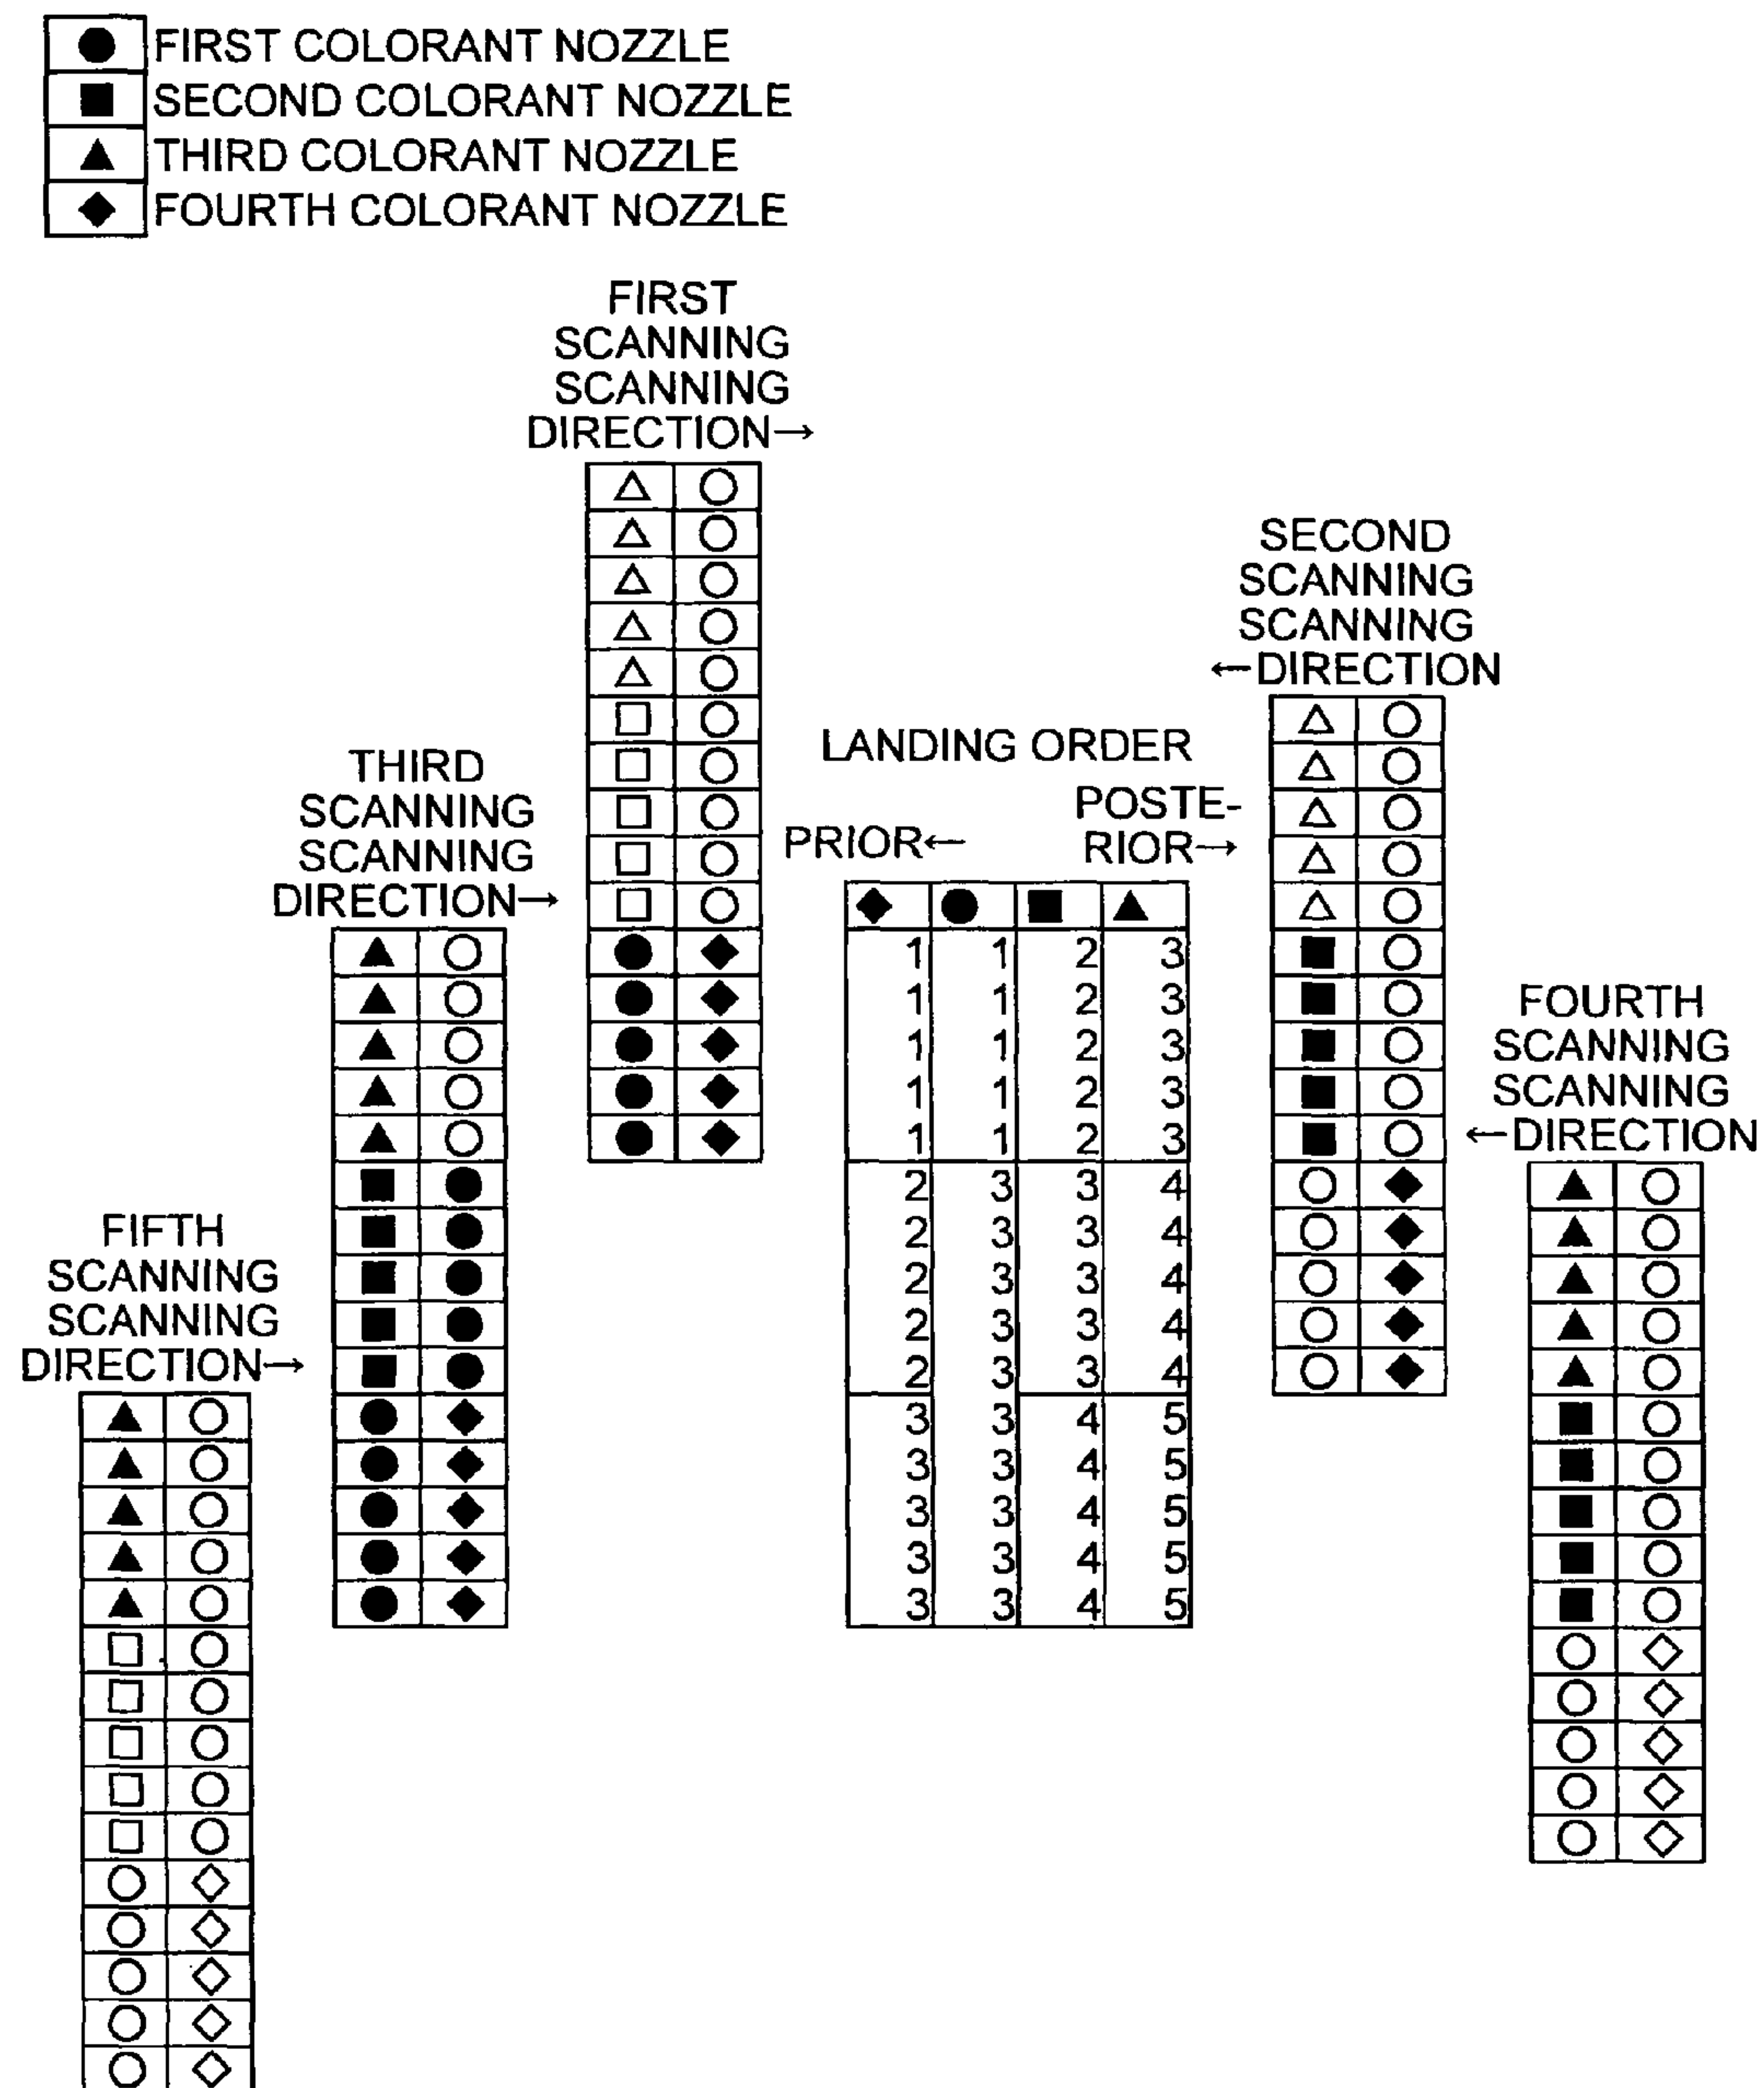 FIRST COLORANT NOZZLE
SECOND COLORANT NOZZLE
THIRD COLORANT NOZZLE
FOURTH COLORANT NOZZLE
FIRST
SCANNING
SCANNING
DIRECTION→
SECOND
SCANNING
SCANNING
←DIRECTION
THIRD
SCANNING
SCANNING
DIRECTION→
LANDING ORDER
PRIOR←
POSTE-
RIOR→
1 1 2 3
1 1 2 3
1 1 2 3
1 1 2 3
1 1 2 3
2 3 3 4
2 3 3 4
2 3 3 4
2 3 3 4
2 3 3 4
3 3 4 5
3 3 4 5
3 3 4 5
3 3 4 5
3 3 4 5
FOURTH
SCANNING
SCANNING
←DIRECTION
FIFTH
SCANNING
SCANNING
DIRECTION→